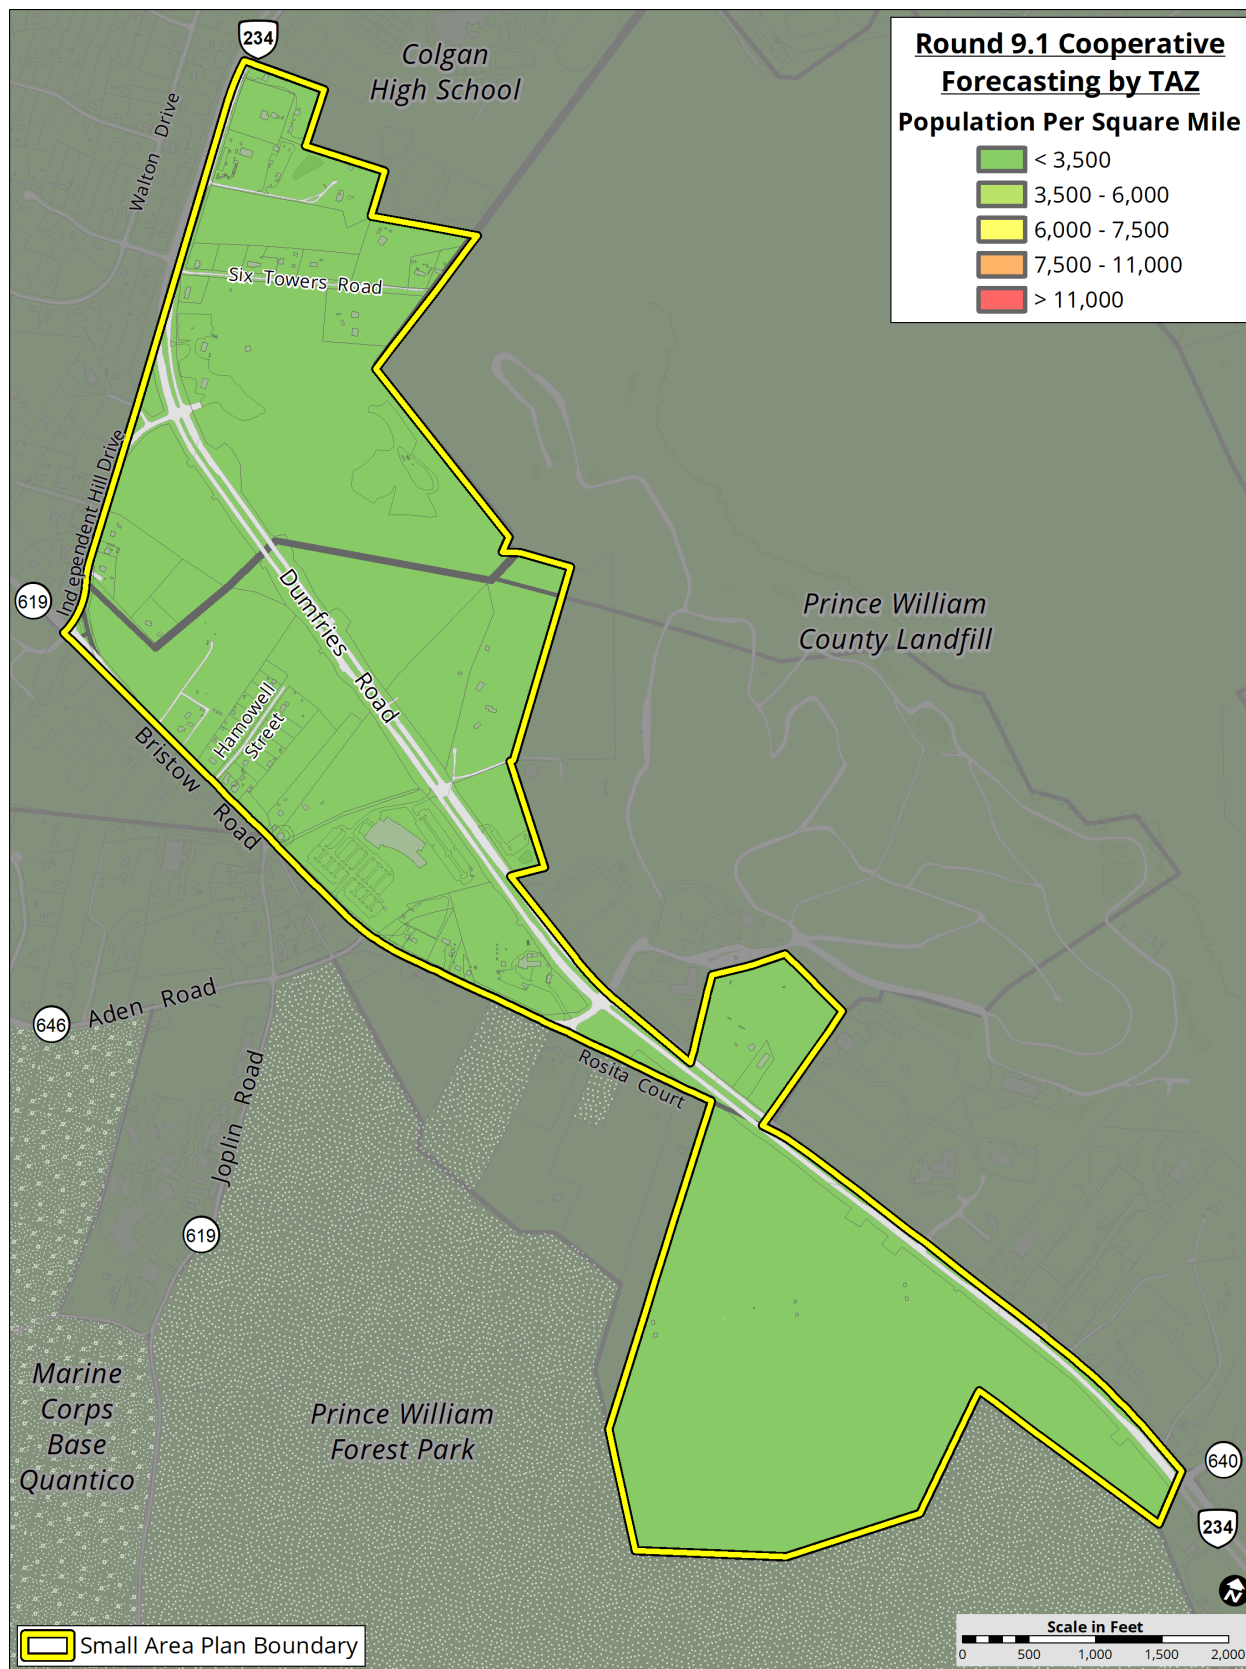 234
Colgan
High School
Round 9.1 Cooperative
Forecasting by TAZ
Population Per Square Mile
< 3,500
3,500 - 6,000
6,000 - 7,500
7,500 - 11,000
> 11,000
Walton Drive
Six Towers Road
Independent Hill Drive
619
Dumfries Road
Prince William
County Landfill
Hamowell
Street
Bristow Road
646
Aden Road
Rosita Court
Joplin Road
619
Marine
Corps
Base
Quantico
Prince William
Forest Park
640
234
N
Small Area Plan Boundary
Scale in Feet
0 500 1,000 1,500 2,000